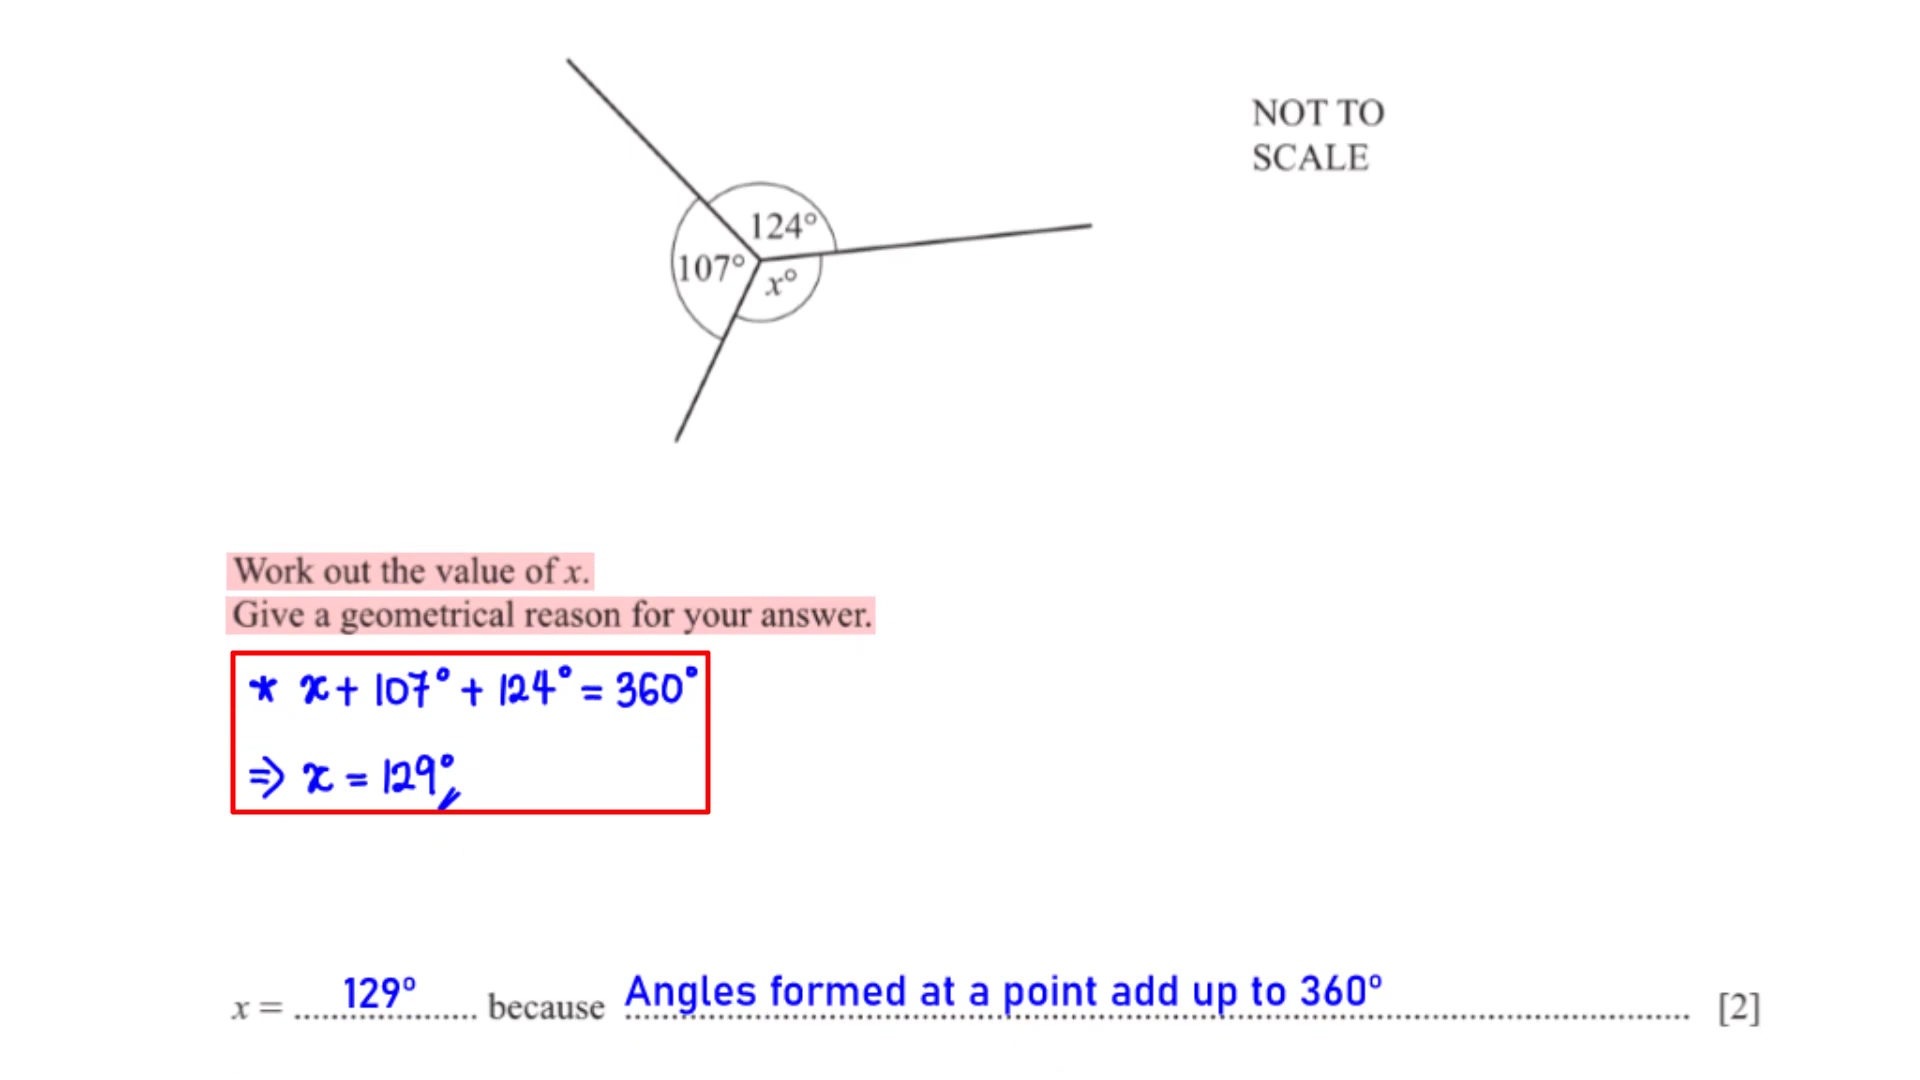 NOT TO
SCALE
124°
107°
x°
Work out the value of x.
Give a geometrical reason for your answer.
* x + 107° + 124° = 360°
⇒ x = 129°
x = .................... because .................... [2]
129°
Angles formed at a point add up to 360°